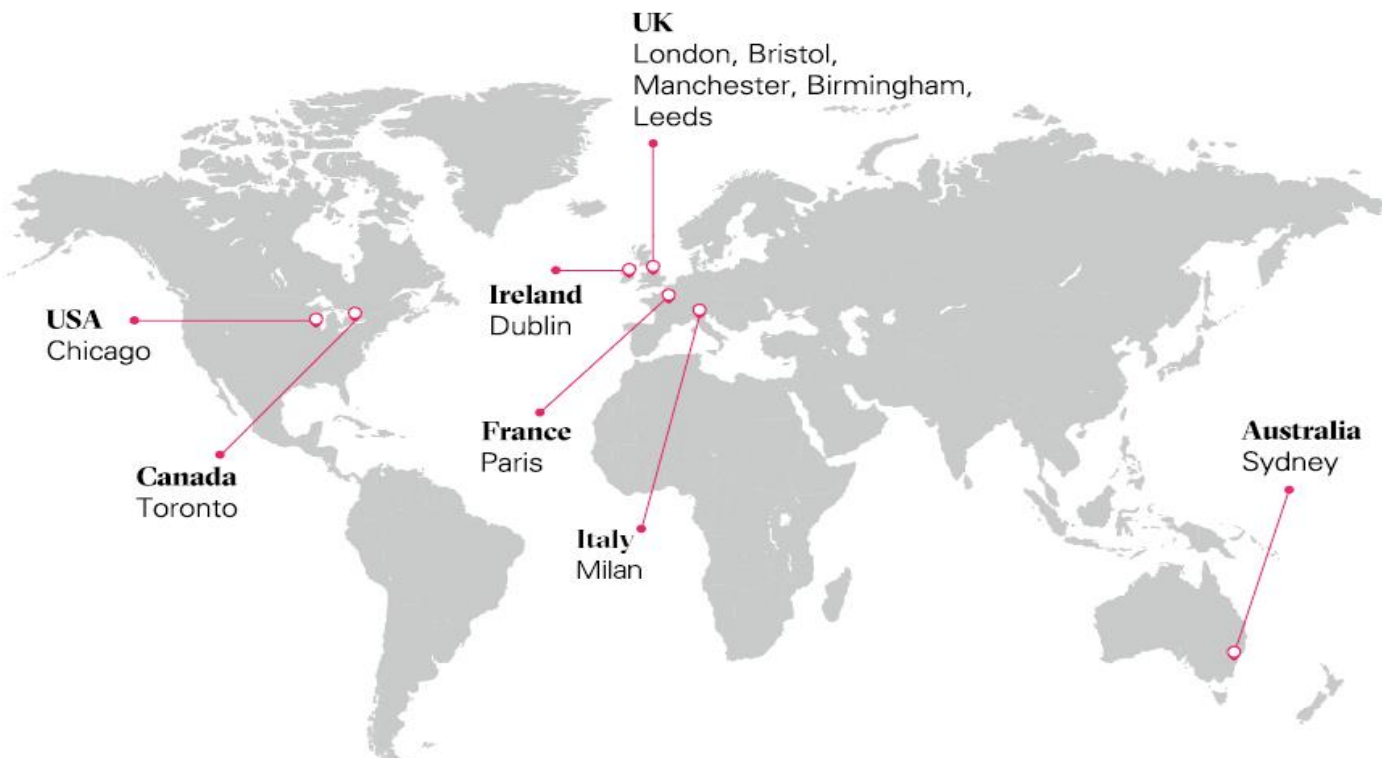 UK
London, Bristol,
Manchester, Birmingham,
Leeds
USA
Chicago
Ireland
Dublin
Canada
Toronto
France
Paris
Italy
Milan
Australia
Sydney